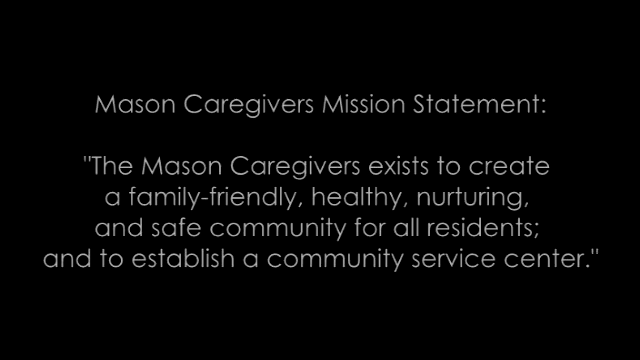 Mason Caregivers Mission Statement:
"The Mason Caregivers exists to create
a family-friendly, healthy, nurturing,
and safe community for all residents;
and to establish a community service center."